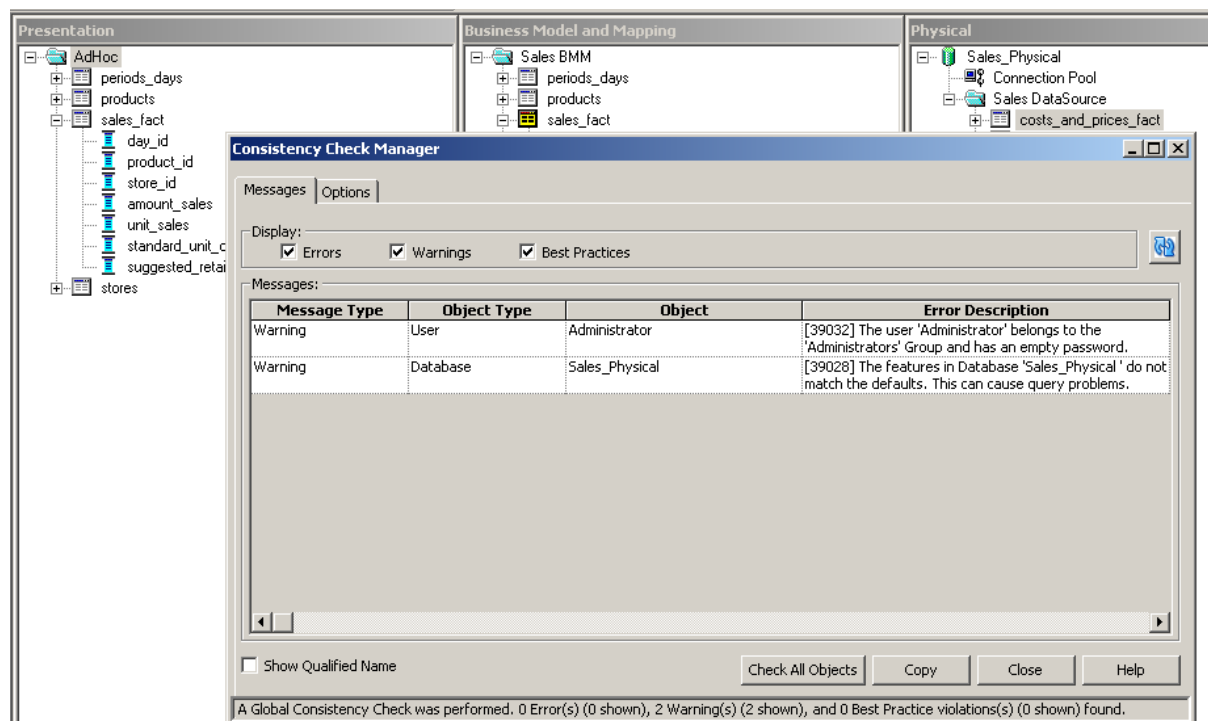 Presentation
AdHoc
periods_days
products
sales_fact
day_id
product_id
store_id
amount_sales
unit_sales
standard_unit_c
suggested_retai
stores
Business Model and Mapping
Sales BMM
periods_days
products
sales_fact
Physical
Sales_Physical
Connection Pool
Sales DataSource
costs_and_prices_fact
Consistency Check Manager
Messages Options
Display:
Errors Warnings Best Practices
Messages:
Message Type Object Type Object Error Description
Warning User Administrator [39032] The user 'Administrator' belongs to the
'Administrators' Group and has an empty password.
Warning Database Sales_Physical [39028] The features in Database 'Sales_Physical ' do not
match the defaults. This can cause query problems.
Show Qualified Name
Check All Objects Copy Close Help
A Global Consistency Check was performed. 0 Error(s) (0 shown), 2 Warning(s) (2 shown), and 0 Best Practice violations(s) (0 shown) found.